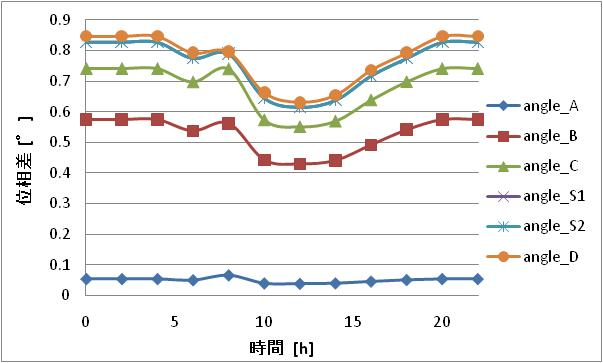 0.9
0.8
0.7
0.6
0.5
0.4
0.3
0.2
0.1
0
位相差 [°]
0 5 10 15 20
時間 [h]
angle_A
angle_B
angle_C
angle_S1
angle_S2
angle_D